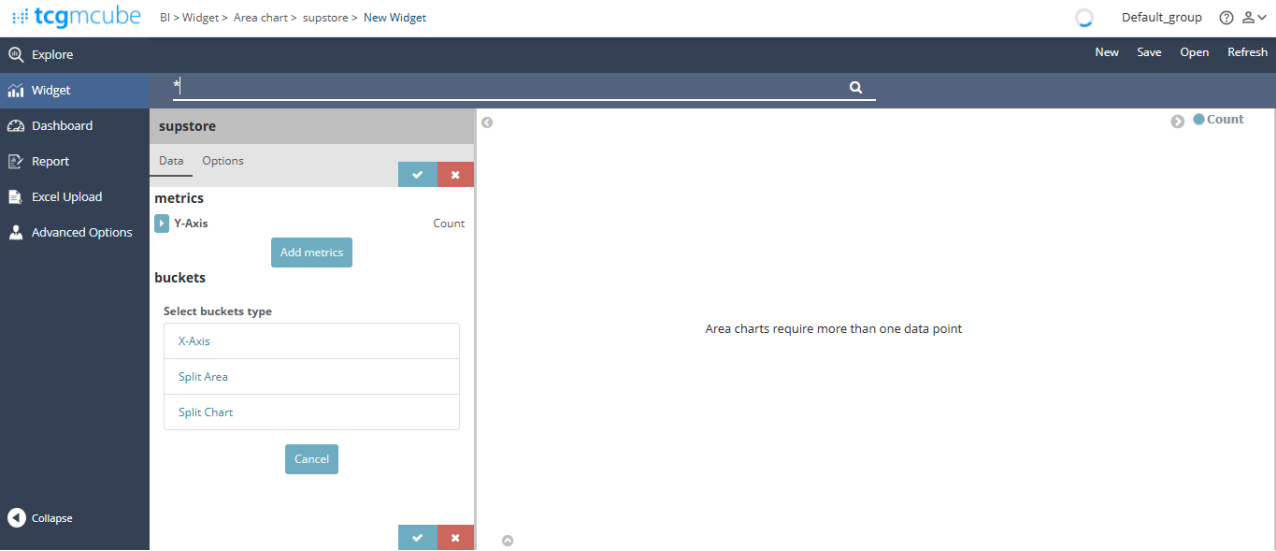 tcgmcube BI > Widget > Area chart > supstore > New Widget Default_group
Explore New Save Open Refresh
Widget *
Dashboard
Report
Excel Upload
Advanced Options
Collapse
supstore
Data Options
metrics
Y-Axis Count
Add metrics
buckets
Select buckets type
X-Axis
Split Area
Split Chart
Cancel
Count
Area charts require more than one data point